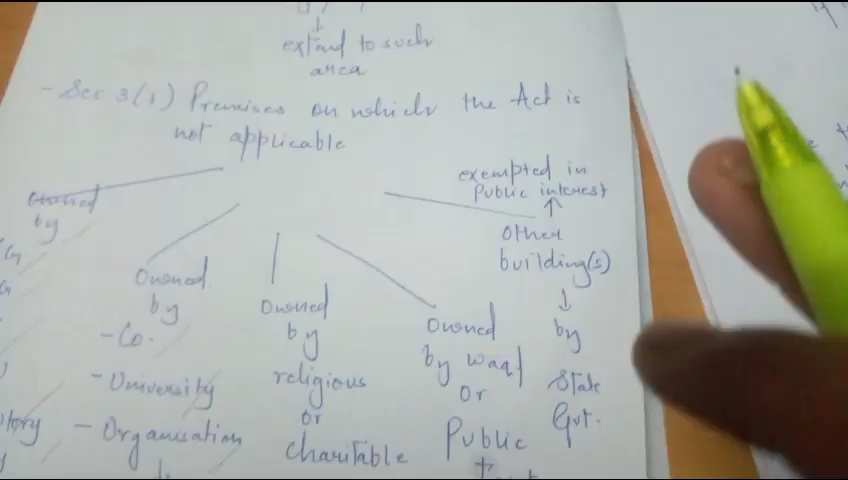 extend to such
area
- Sec 3(1) Premises on which the Act is
not applicable
exempted in
Public interest
Owned
by
other
building(s)
Owned
by
- Co.
- University
- Organisation
Owned
by
religious
or
charitable
Owned
by waqf
or
Public
by
State
Gvt.